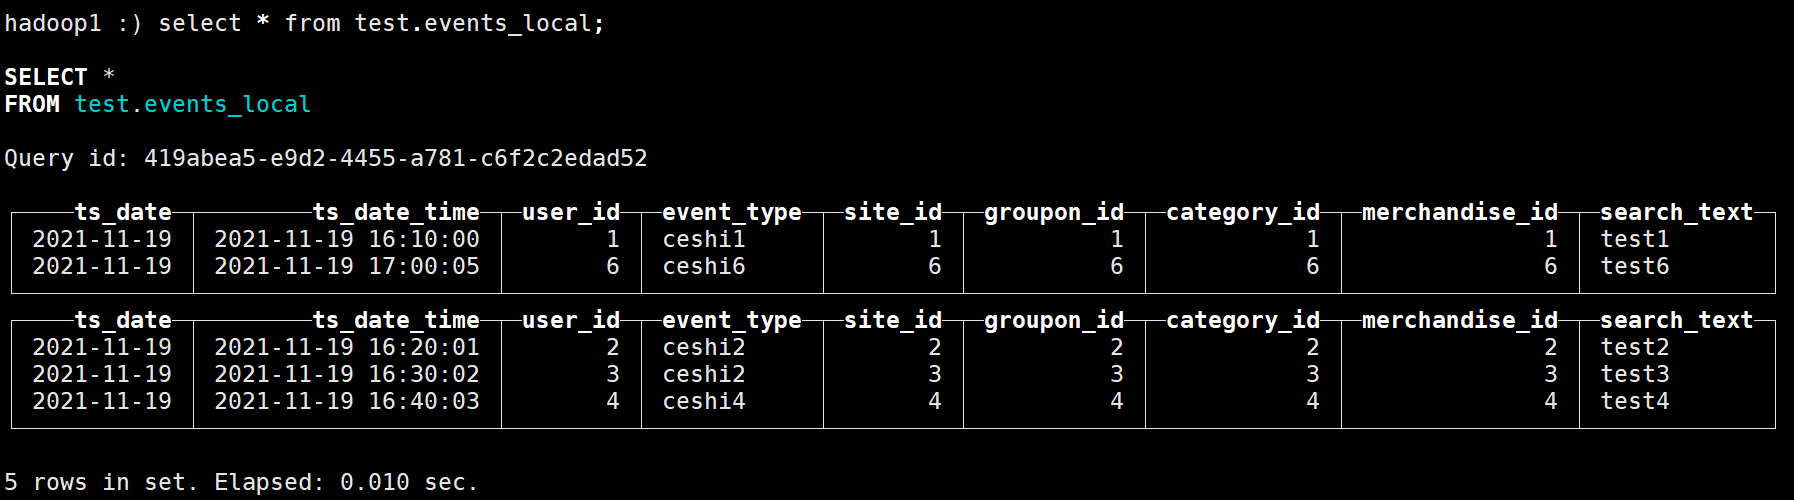 hadoop1 :) select * from test.events_local;
SELECT *
FROM test.events_local
Query id: 419abea5-e9d2-4455-a781-c6f2c2edad52
ts_date ts_date_time user_id event_type site_id groupon_id category_id merchandise_id search_text
2021-11-19 2021-11-19 16:10:00 1 ceshi1 1 1 1 1 test1
2021-11-19 2021-11-19 17:00:05 6 ceshi6 6 6 6 6 test6
ts_date ts_date_time user_id event_type site_id groupon_id category_id merchandise_id search_text
2021-11-19 2021-11-19 16:20:01 2 ceshi2 2 2 2 2 test2
2021-11-19 2021-11-19 16:30:02 3 ceshi2 3 3 3 3 test3
2021-11-19 2021-11-19 16:40:03 4 ceshi4 4 4 4 4 test4
5 rows in set. Elapsed: 0.010 sec.